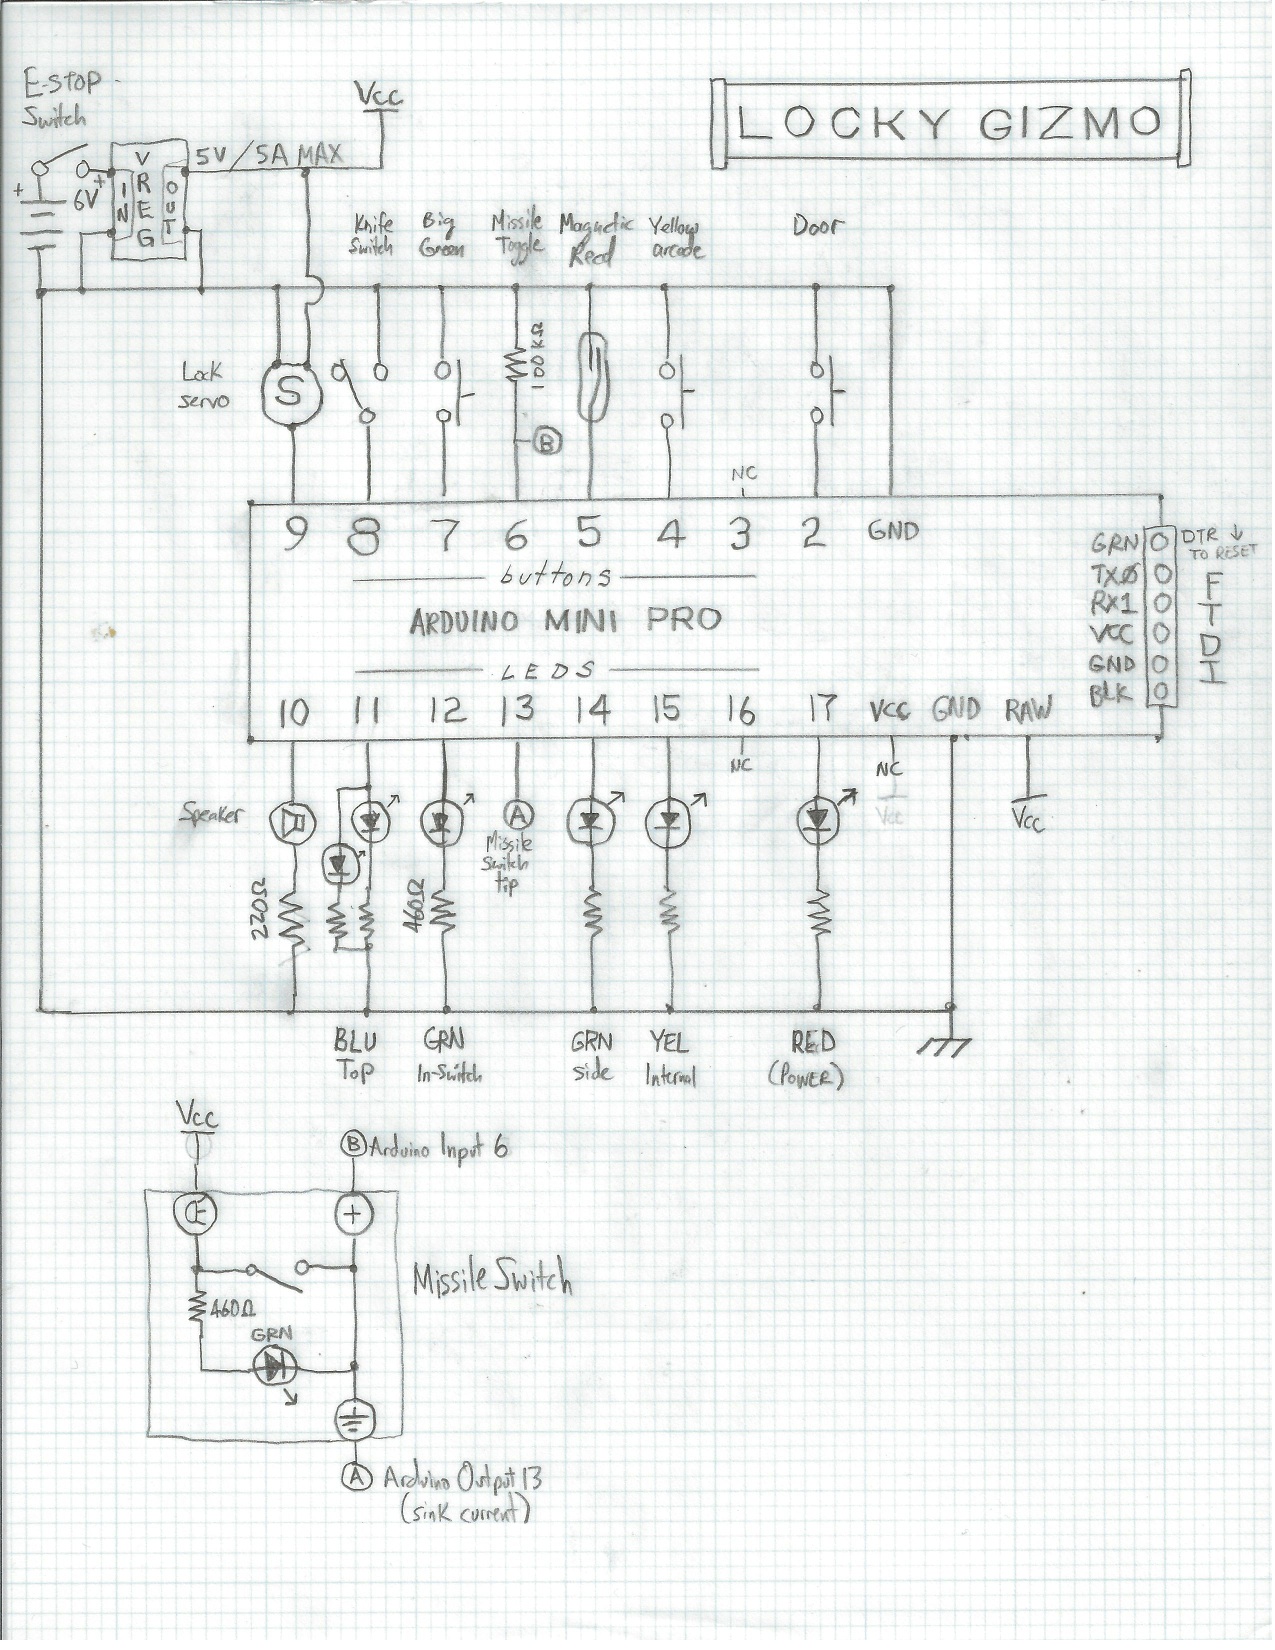 E-STOP
Switch
Vcc
LOCKY GIZMO
5V/5A MAX
+
6V
+
IN
VREG
OUT
Knife
Switch
Big
Green
Missile
Toggle
Magnetic
Reed
Yellow
arcade
Door
Lock
servo
S
100KΩ
B
NC
9 8 7 6 5 4 3 2 GND
buttons
ARDUINO MINI PRO
LEDS
10 11 12 13 14 15 16 17 VCC GND RAW
GRN
TX0
RX1
VCC
GND
BLK
DTR ↓
TO RESET
FTDI
NC
NC
Vcc
Vcc
Speaker
A
Missile
Switch
tip
220Ω
460Ω
BLU
Top
GRN
In-Switch
GRN
side
YEL
Internal
RED
(POWER)
Vcc
B Arduino Input 6
+
Missile Switch
460Ω
GRN
A Arduino Output 13
(sink current)